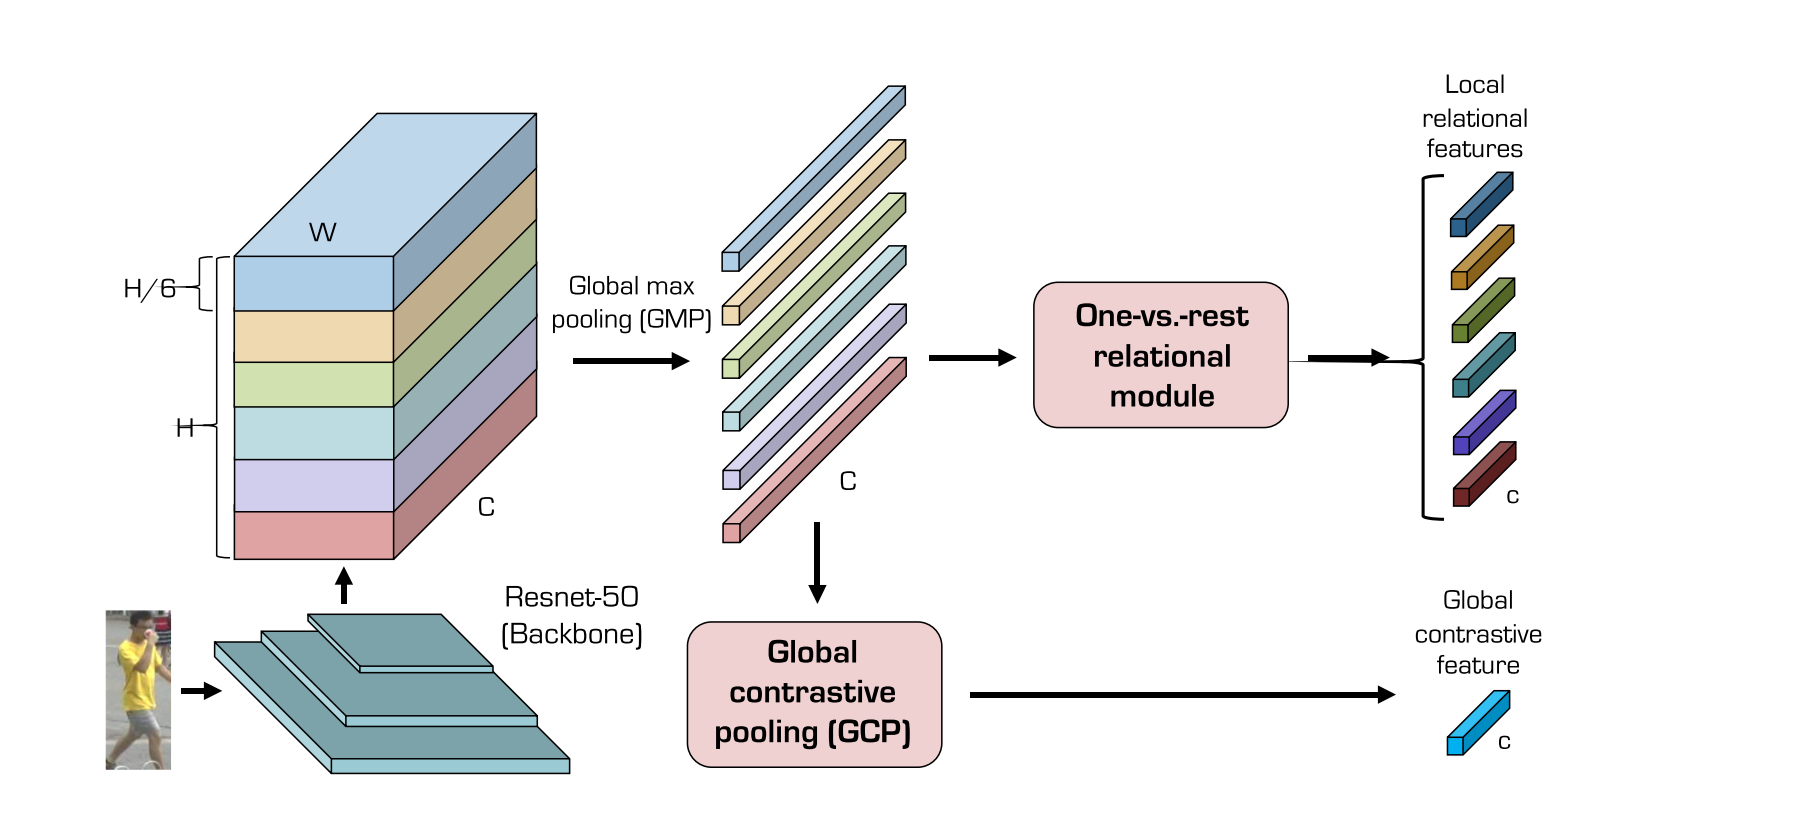 Local
relational
features
W
H/6
H
C
Global max
pooling (GMP)
C
One-vs.-rest
relational
module
c
Resnet-50
(Backbone)
Global
contrastive
pooling (GCP)
Global
contrastive
feature
c